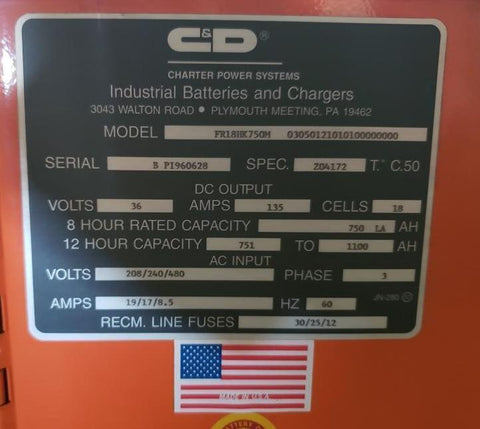 C&D®
CHARTER POWER SYSTEMS
Industrial Batteries and Chargers
3043 WALTON ROAD • PLYMOUTH MEETING, PA 19462
MODEL FR18HK750M 03050121010100000000
SERIAL B PI960628 SPEC. Z04172 T.° C.50
DC OUTPUT
VOLTS 36 AMPS 135 CELLS 18
8 HOUR RATED CAPACITY 750 LA AH
12 HOUR CAPACITY 751 TO 1100 AH
AC INPUT
VOLTS 208/240/480 PHASE 3
AMPS 19/17/8.5 HZ 60 JN-280
RECM. LINE FUSES 30/25/12
MADE IN U.S.A.